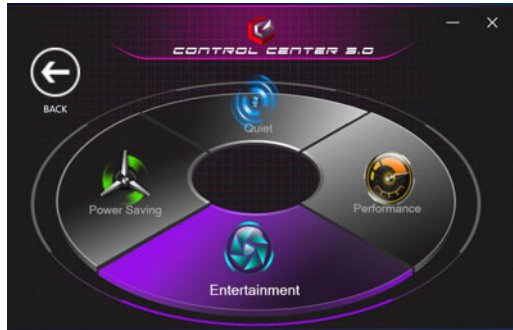 CONTROL CENTER 3.0
BACK
Quiet
Power Saving
Performance
Entertainment